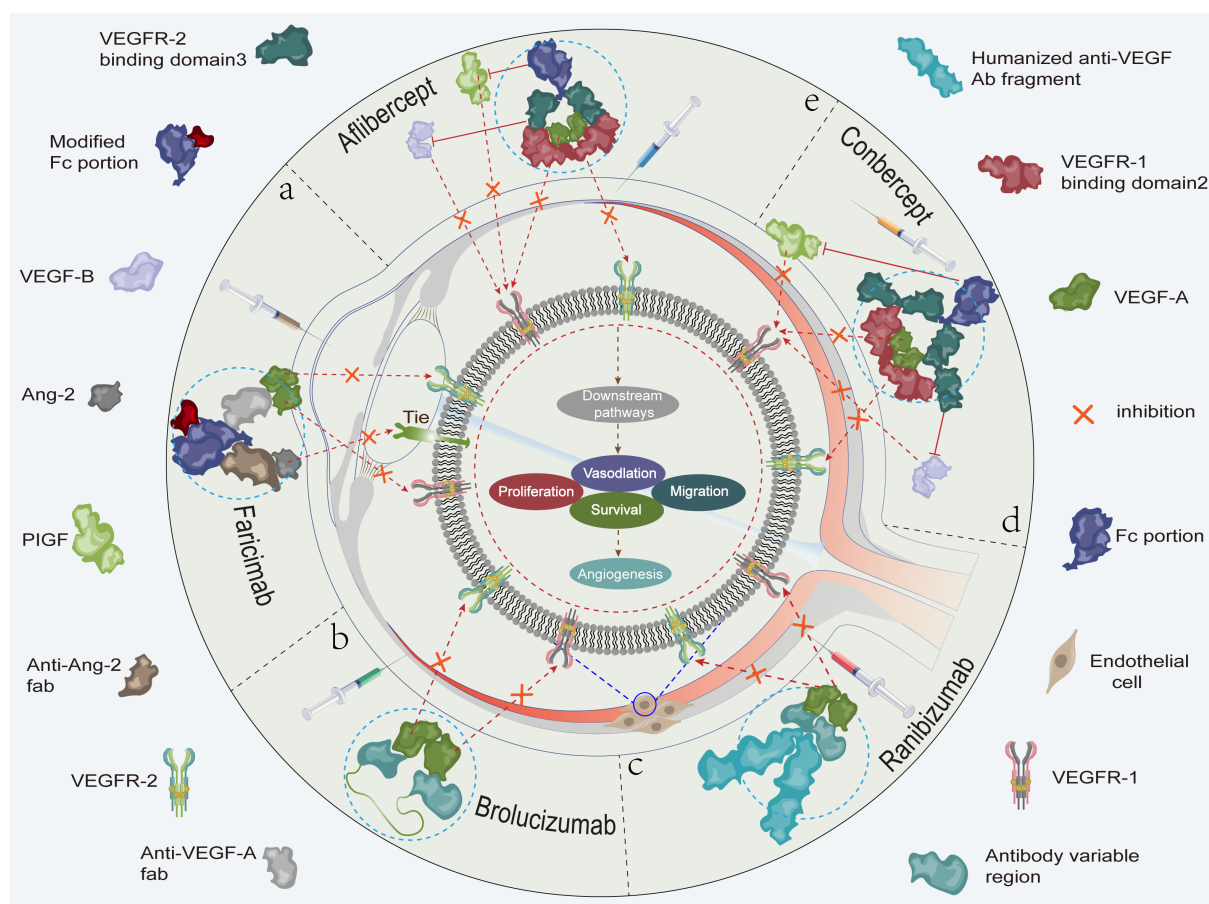 VEGFR-2
binding domain3
Modified
Fc portion
VEGF-B
Ang-2
PIGF
Anti-Ang-2
fab
VEGFR-2
Anti-VEGF-A
fab
a
Aflibercept
e
Conbercept
d
Ranibizumab
c
Brolucizumab
b
Faricimab
Tie
Downstream
pathways
Vasodlation
Proliferation
Migration
Survival
Angiogenesis
Humanized anti-VEGF
Ab fragment
VEGFR-1
binding domain2
VEGF-A
inhibition
Fc portion
Endothelial
cell
VEGFR-1
Antibody variable
region